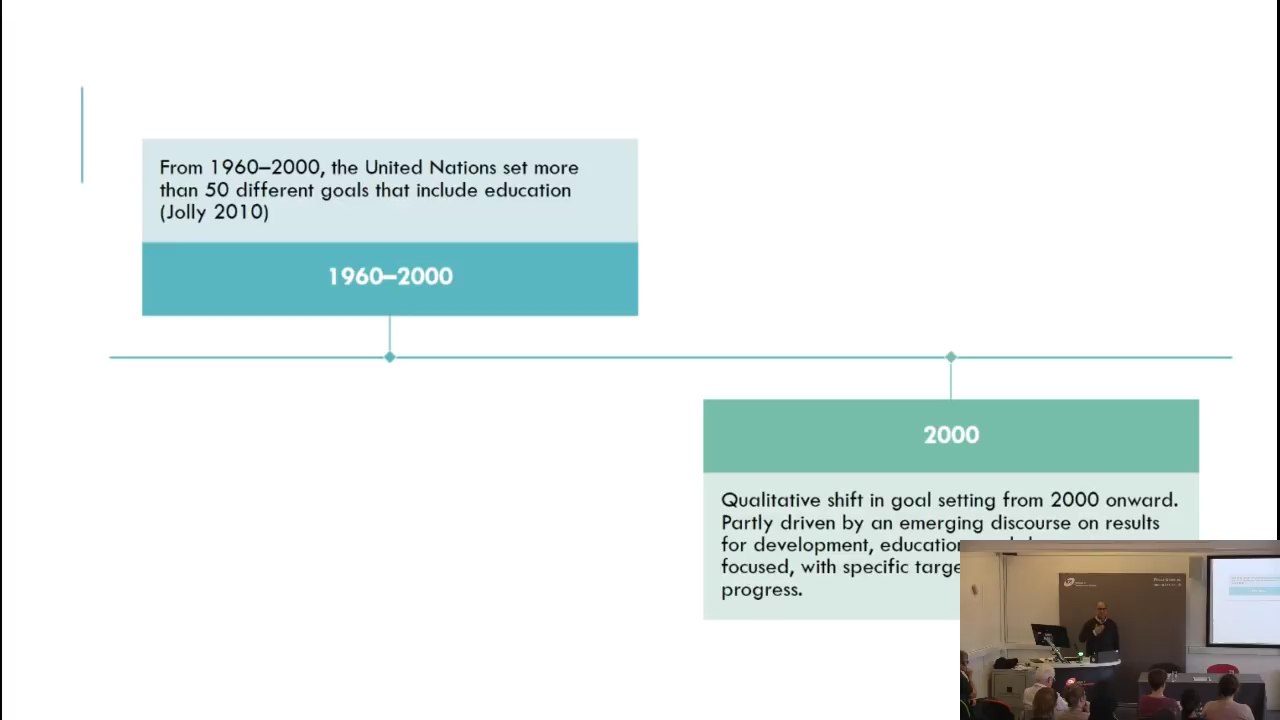 From 1960–2000, the United Nations set more
than 50 different goals that include education
(Jolly 2010)
1960–2000
2000
Qualitative shift in goal setting from 2000 onward.
Partly driven by an emerging discourse on results
for development, education
focused, with specific
progress.